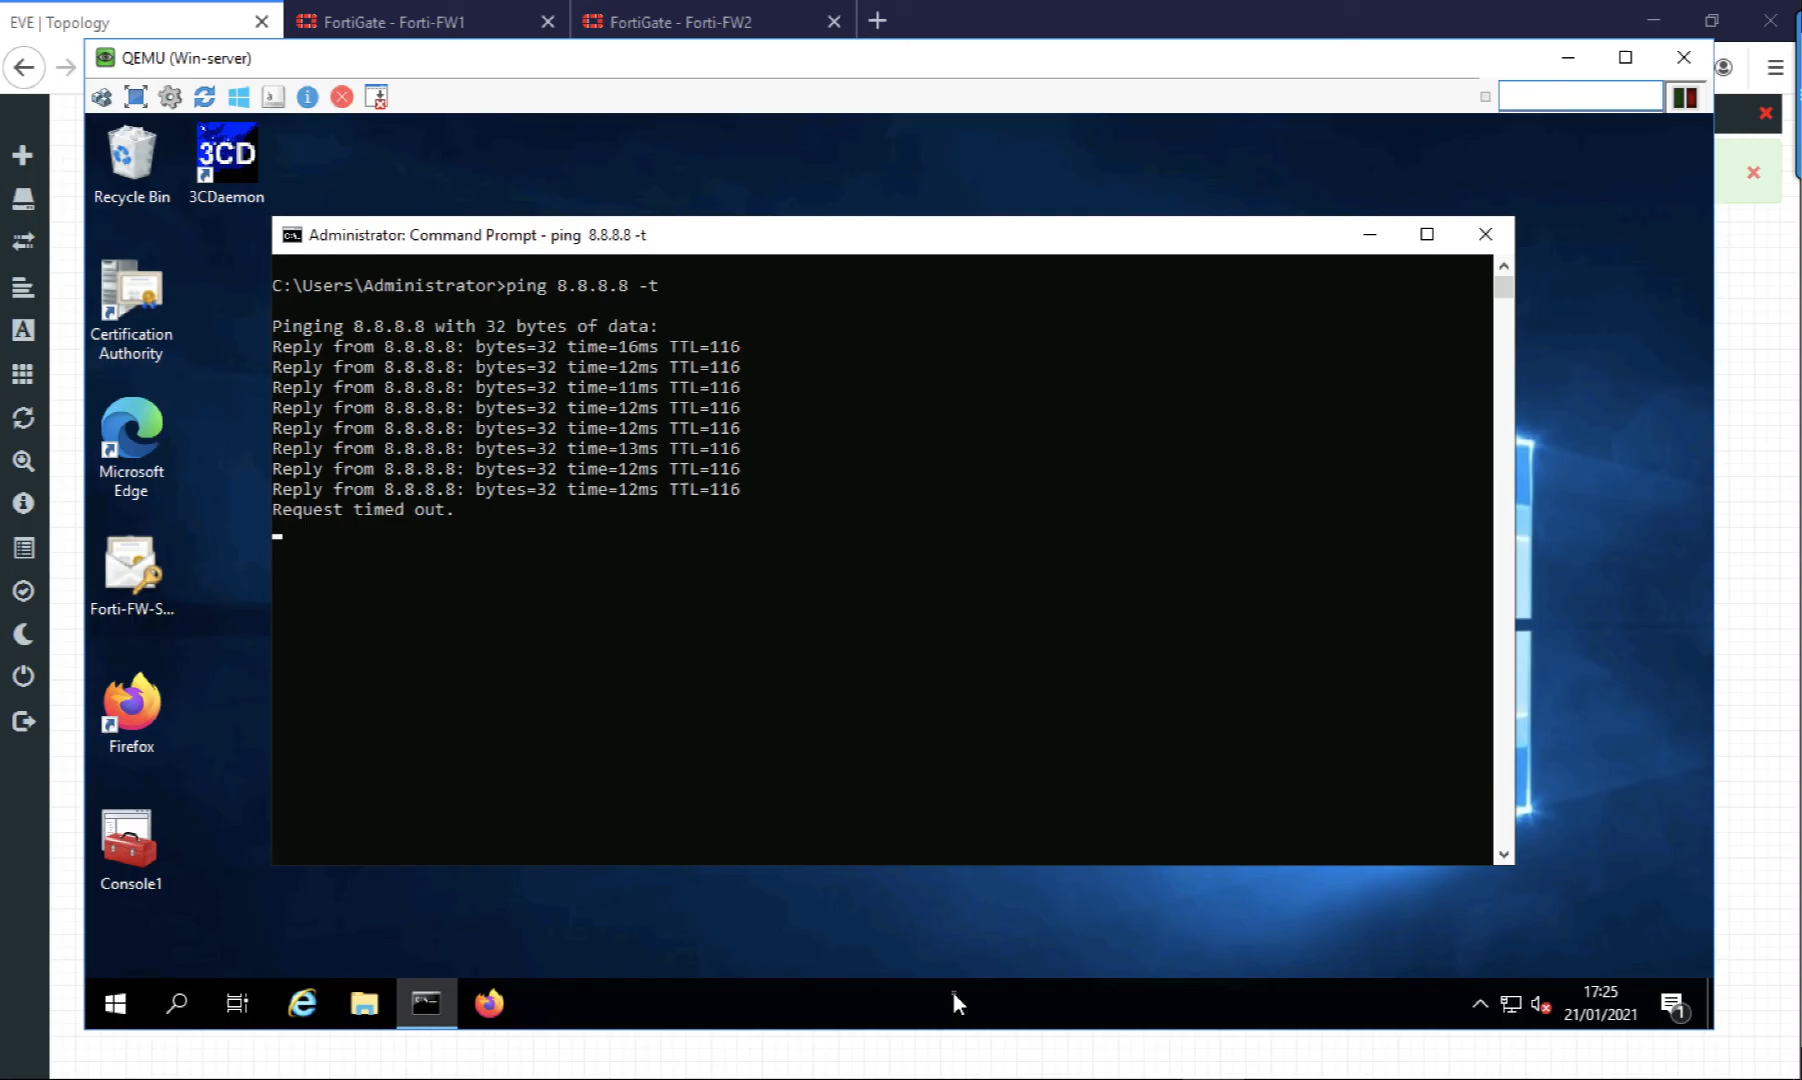 EVE | Topology
FortiGate - Forti-FW1
FortiGate - Forti-FW2
QEMU (Win-server)
3CD
Recycle Bin
3CDaemon
Administrator: Command Prompt - ping 8.8.8.8 -t
C:\Users\Administrator>ping 8.8.8.8 -t
Pinging 8.8.8.8 with 32 bytes of data:
Reply from 8.8.8.8: bytes=32 time=16ms TTL=116
Reply from 8.8.8.8: bytes=32 time=12ms TTL=116
Reply from 8.8.8.8: bytes=32 time=11ms TTL=116
Reply from 8.8.8.8: bytes=32 time=12ms TTL=116
Reply from 8.8.8.8: bytes=32 time=12ms TTL=116
Reply from 8.8.8.8: bytes=32 time=13ms TTL=116
Reply from 8.8.8.8: bytes=32 time=12ms TTL=116
Reply from 8.8.8.8: bytes=32 time=12ms TTL=116
Request timed out.
Certification
Authority
Microsoft
Edge
Forti-FW-S...
Firefox
Console1
17:25
21/01/2021
1